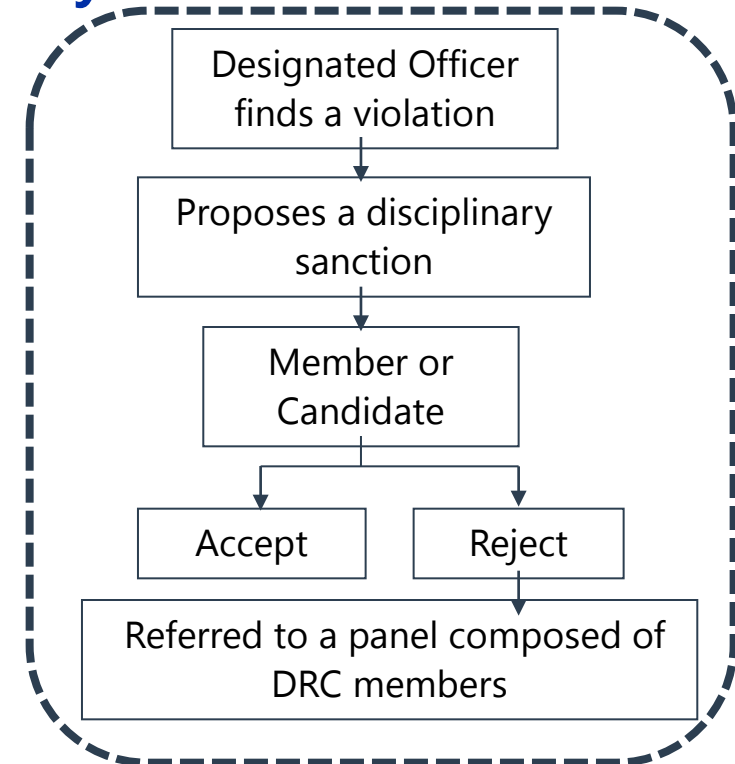 Designated Officer
finds a violation
Proposes a disciplinary
sanction
Member or
Candidate
Accept
Reject
Referred to a panel composed of
DRC members